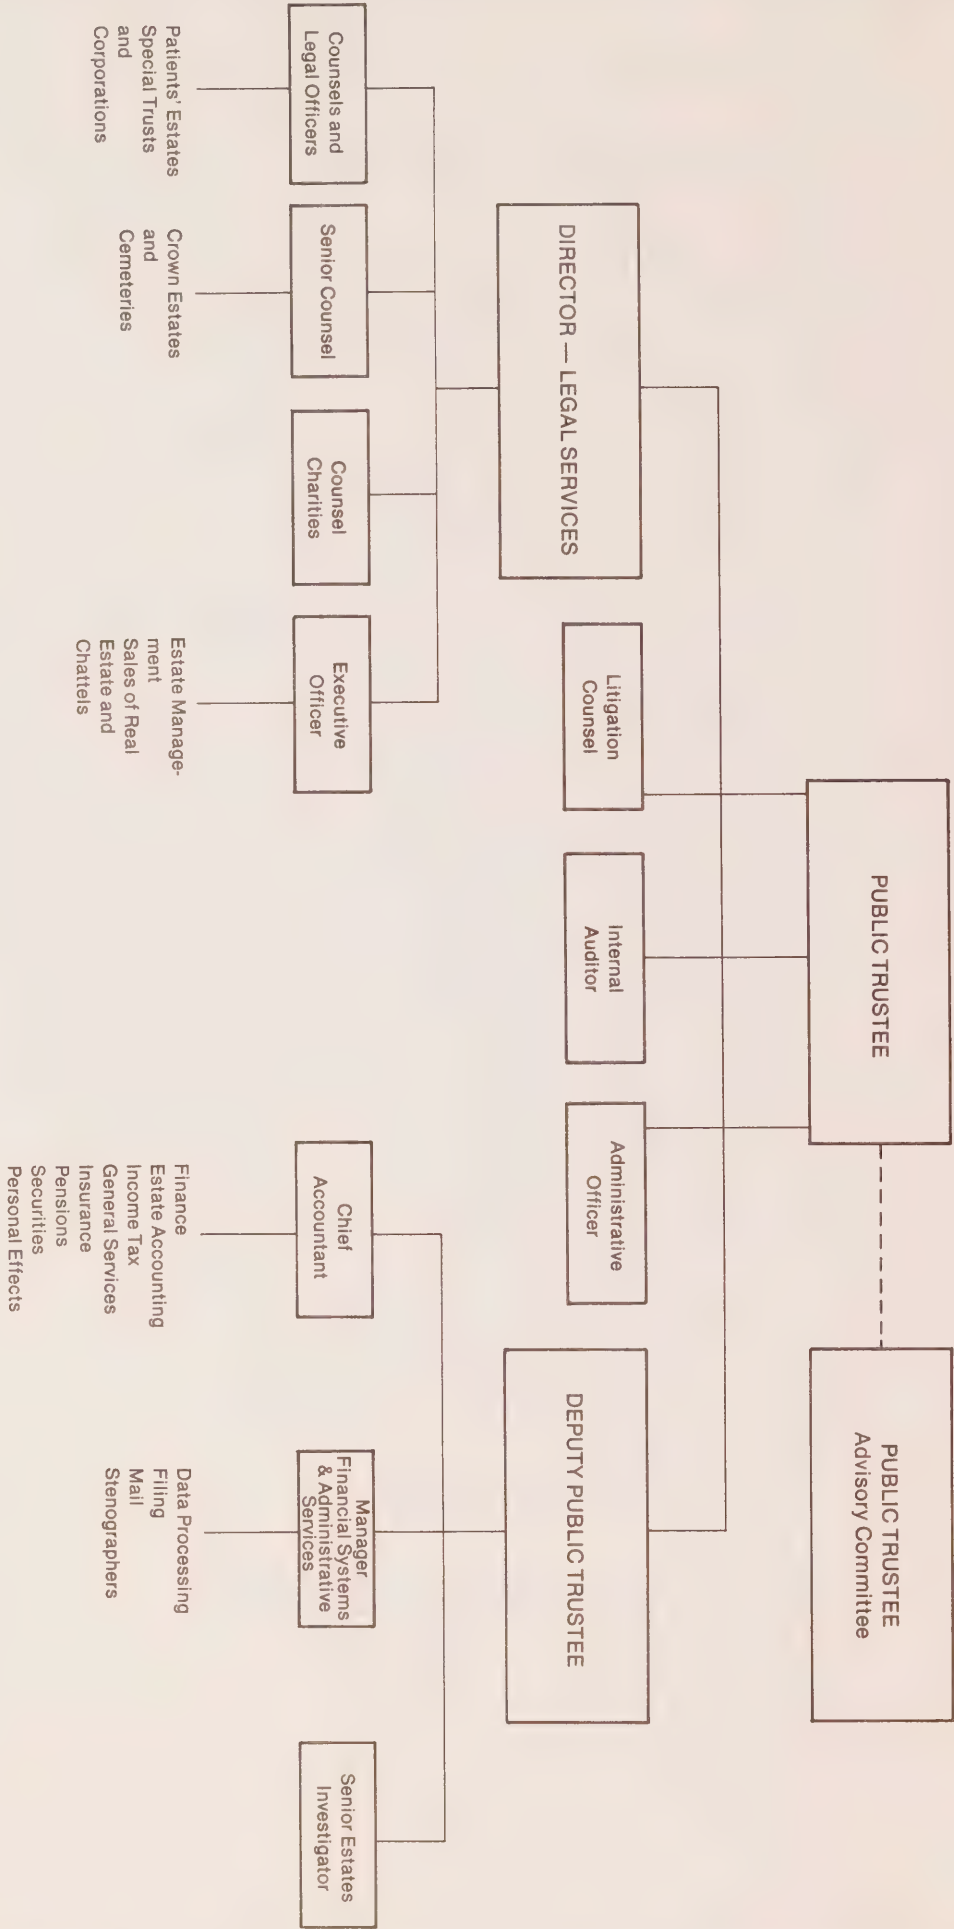 PUBLIC TRUSTEE
PUBLIC TRUSTEE
Advisory Committee
Litigation
Counsel
Internal
Auditor
Administrative
Officer
DIRECTOR — LEGAL SERVICES
DEPUTY PUBLIC TRUSTEE
Counsels and
Legal Officers
Senior Counsel
Counsel
Charities
Executive
Officer
Chief
Accountant
Manager
Financial Systems
& Administrative
Services
Senior Estates
Investigator
Patients' Estates
Special Trusts
and
Corporations
Crown Estates
and
Cemeteries
Estate Manage-
ment
Sales of Real
Estate and
Chattels
Finance
Estate Accounting
Income Tax
General Services
Insurance
Pensions
Securities
Personal Effects
Data Processing
Filing
Mail
Stenographers